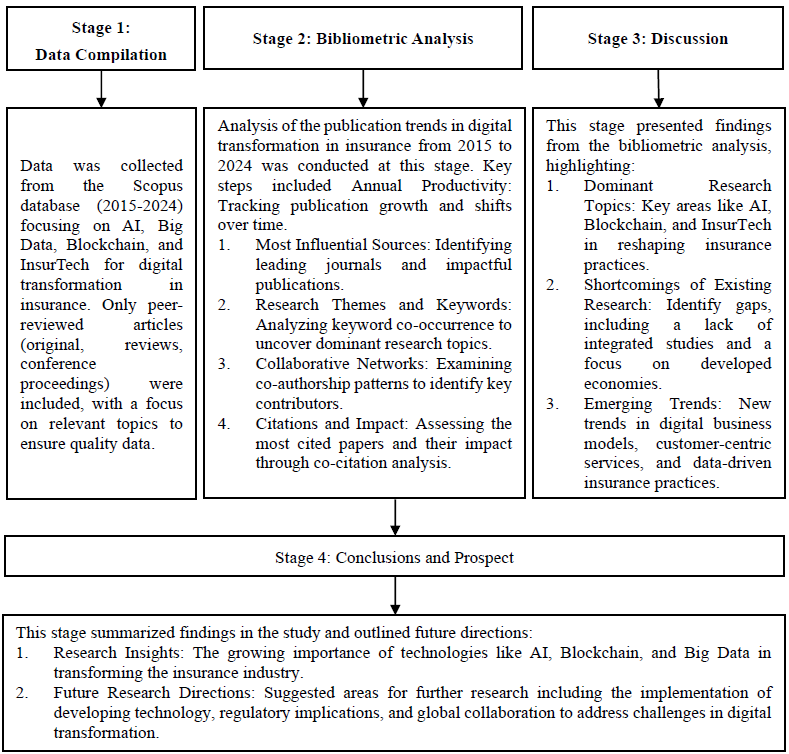 Stage 1:
Data Compilation
Data was collected
from the Scopus
database (2015-2024)
focusing on AI, Big
Data, Blockchain, and
InsurTech for digital
transformation in
insurance. Only peer-
reviewed articles
(original, reviews,
conference
proceedings) were
included, with a focus
on relevant topics to
ensure quality data.
Stage 2: Bibliometric Analysis
Analysis of the publication trends in digital
transformation in insurance from 2015 to
2024 was conducted at this stage. Key
steps included Annual Productivity:
Tracking publication growth and shifts
over time.
1. Most Influential Sources: Identifying
leading journals and impactful
publications.
2. Research Themes and Keywords:
Analyzing keyword co-occurrence to
uncover dominant research topics.
3. Collaborative Networks: Examining
co-authorship patterns to identify key
contributors.
4. Citations and Impact: Assessing the
most cited papers and their impact
through co-citation analysis.
Stage 3: Discussion
This stage presented findings
from the bibliometric analysis,
highlighting:
1. Dominant Research
Topics: Key areas like AI,
Blockchain, and InsurTech
in reshaping insurance
practices.
2. Shortcomings of Existing
Research: Identify gaps,
including a lack of
integrated studies and a
focus on developed
economies.
3. Emerging Trends: New
trends in digital business
models, customer-centric
services, and data-driven
insurance practices.
Stage 4: Conclusions and Prospect
This stage summarized findings in the study and outlined future directions:
1. Research Insights: The growing importance of technologies like AI, Blockchain, and Big Data in
transforming the insurance industry.
2. Future Research Directions: Suggested areas for further research including the implementation of
developing technology, regulatory implications, and global collaboration to address challenges in digital
transformation.